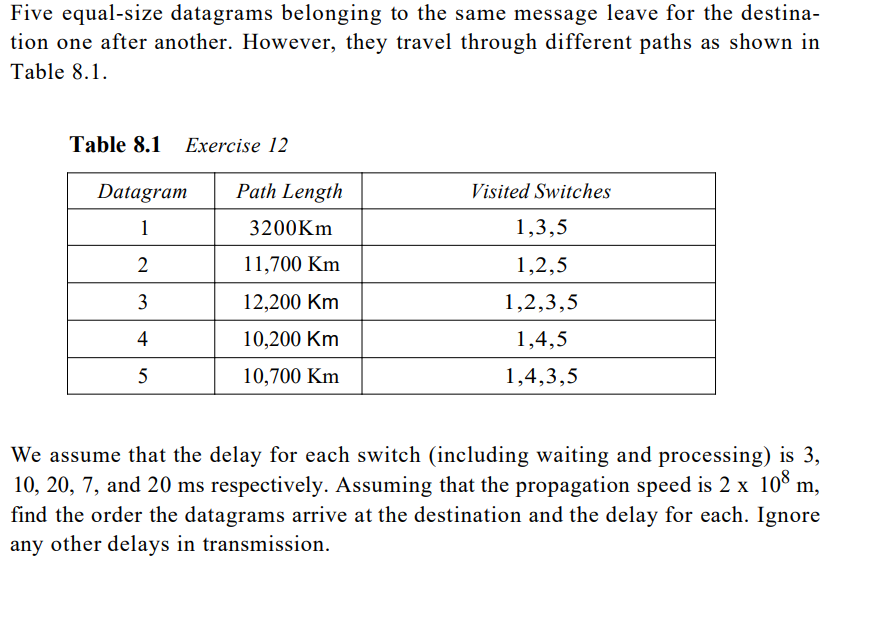 Five equal-size datagrams belonging to the same message leave for the destina-
tion one after another. However, they travel through different paths as shown in
Table 8.1.
Table 8.1 Exercise 12
Datagram Path Length Visited Switches
1 3200Km 1,3,5
2 11,700 Km 1,2,5
3 12,200 Km 1,2,3,5
4 10,200 Km 1,4,5
5 10,700 Km 1,4,3,5
We assume that the delay for each switch (including waiting and processing) is 3,
10, 20, 7, and 20 ms respectively. Assuming that the propagation speed is 2 x 10⁸ m,
find the order the datagrams arrive at the destination and the delay for each. Ignore
any other delays in transmission.